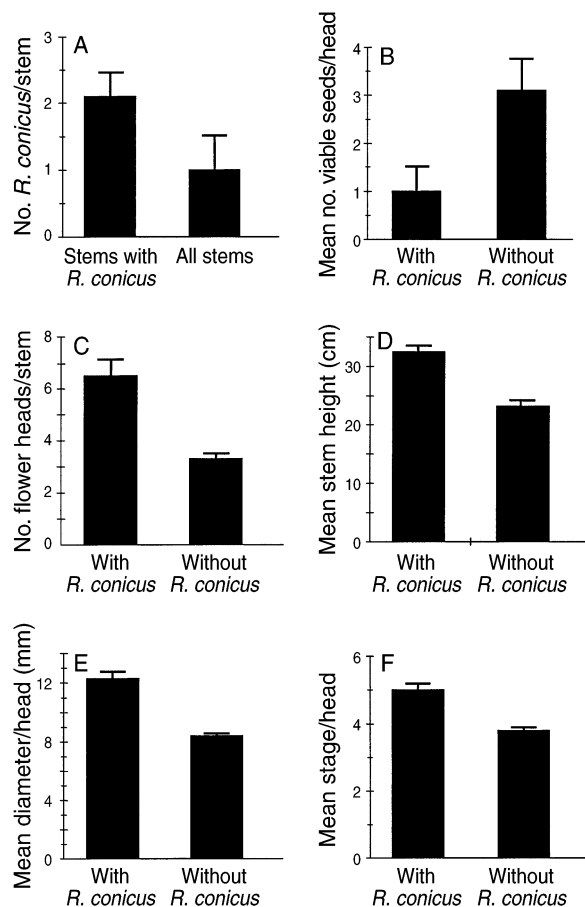 A
No. R. conicus/stem
3
2
1
0
Stems with
R. conicus
All stems
B
Mean no. viable seeds/head
4
3
2
1
0
With
R. conicus
Without
R. conicus
C
No. flower heads/stem
8
6
4
2
0
With
R. conicus
Without
R. conicus
D
Mean stem height (cm)
30
20
10
0
With
R. conicus
Without
R. conicus
E
Mean diameter/head (mm)
12
8
4
0
With
R. conicus
Without
R. conicus
F
Mean stage/head
6
4
2
0
With
R. conicus
Without
R. conicus